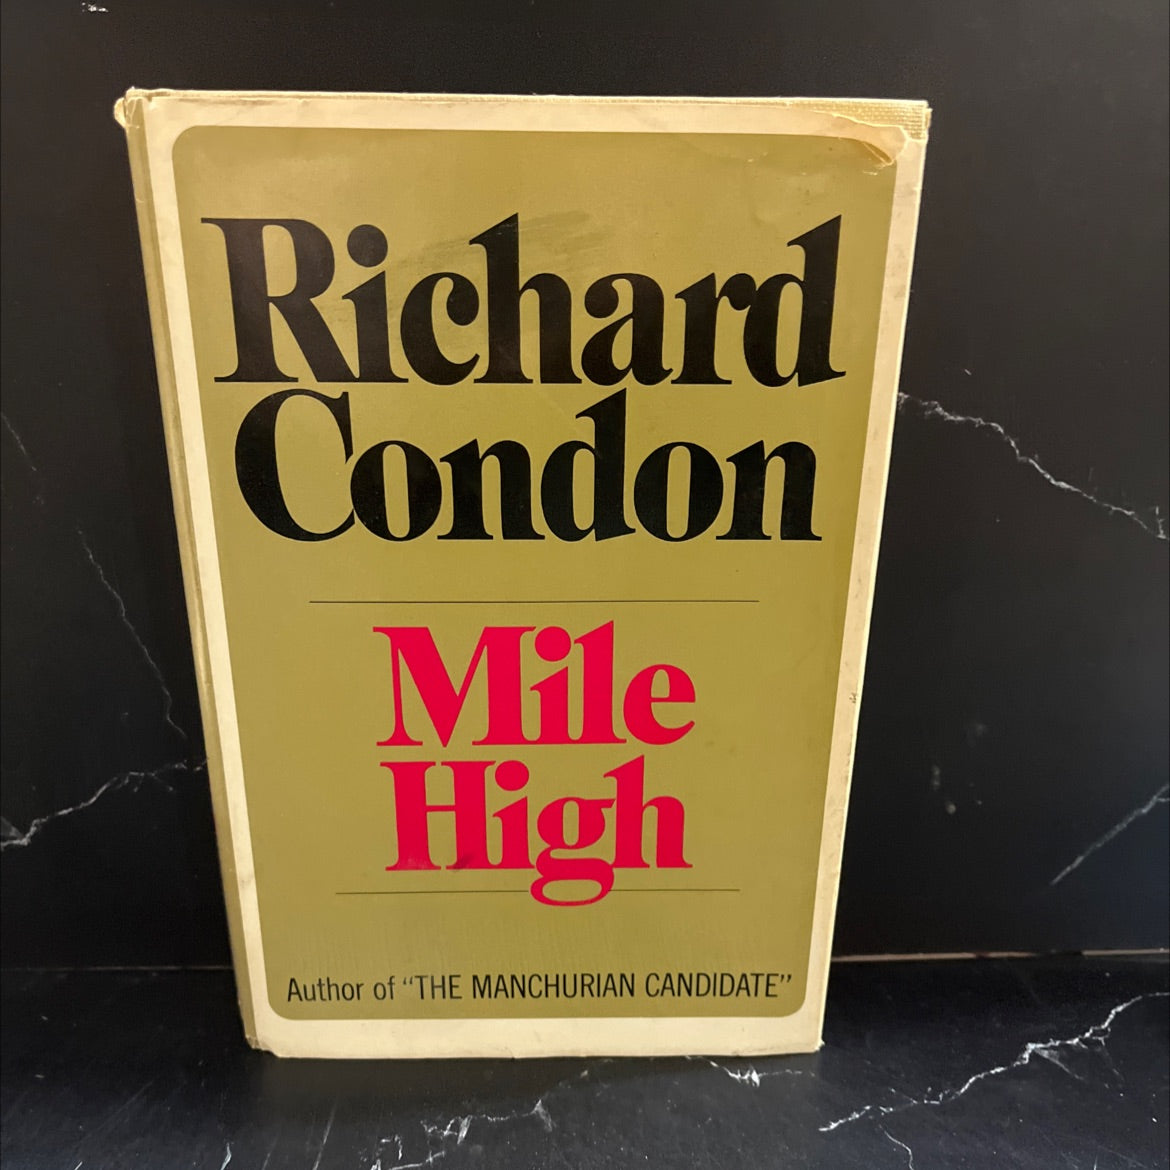 Richard
Condon
Mile
High
Author of “THE MANCHURIAN CANDIDATE”